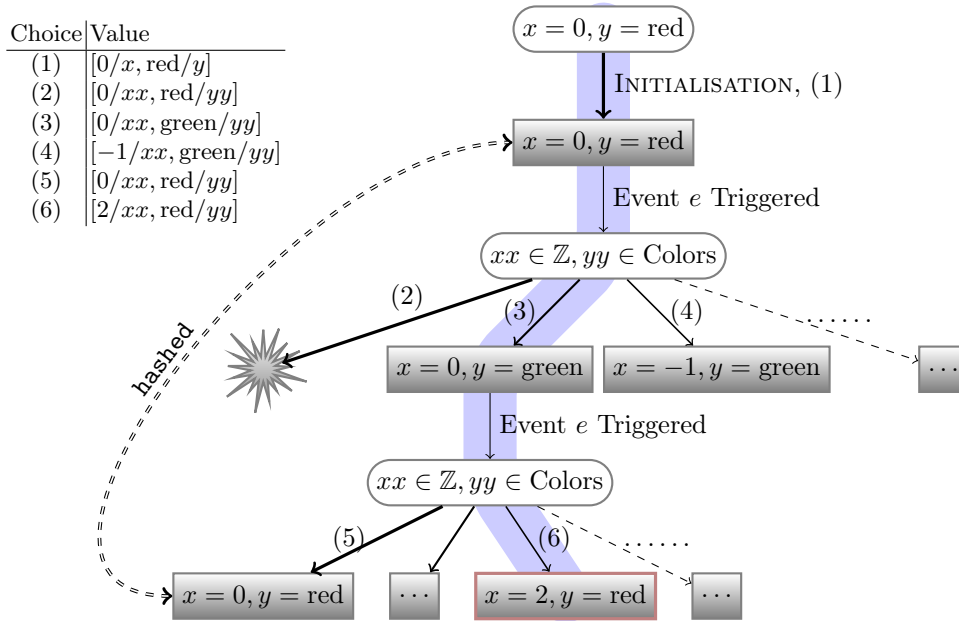 Choice Value
(1) [0/x, red/y]
(2) [0/xx, red/yy]
(3) [0/xx, green/yy]
(4) [−1/xx, green/yy]
(5) [0/xx, red/yy]
(6) [2/xx, red/yy]
x = 0, y = red
INITIALISATION, (1)
x = 0, y = red
Event e Triggered
xx ∈ ℤ, yy ∈ Colors
(2)
(3)
(4)
......
hashed
x = 0, y = green
x = −1, y = green
...
Event e Triggered
xx ∈ ℤ, yy ∈ Colors
(5)
(6)
......
x = 0, y = red
...
x = 2, y = red
...